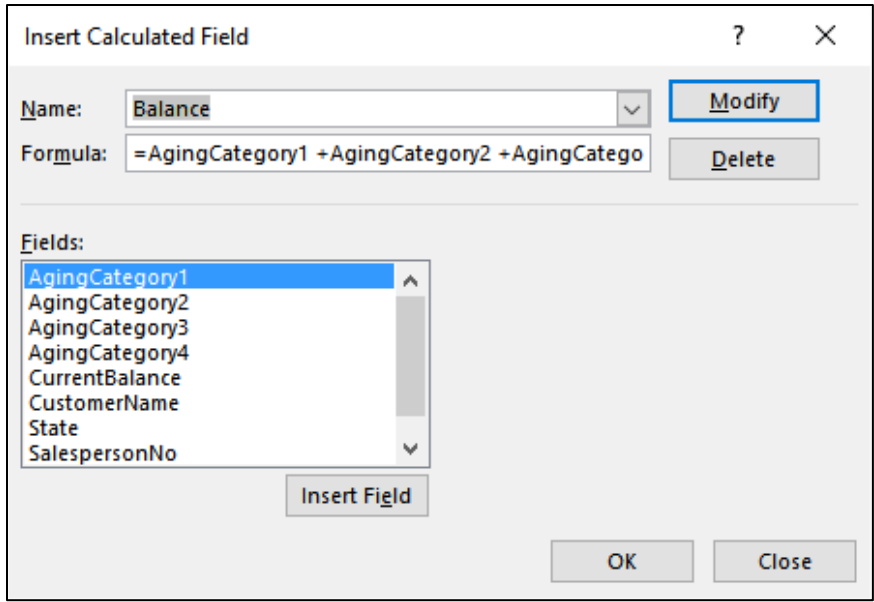 Insert Calculated Field ? X
Name: Balance Modify
Formula: =AgingCategory1 +AgingCategory2 +AgingCatego Delete
Fields:
AgingCategory1
AgingCategory2
AgingCategory3
AgingCategory4
CurrentBalance
CustomerName
State
SalespersonNo
Insert Field
OK Close